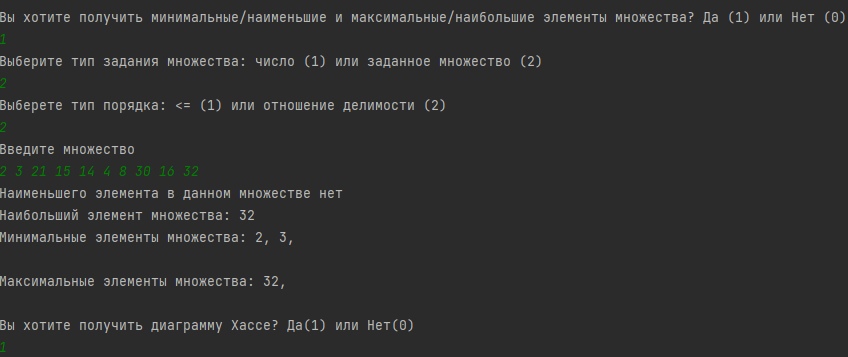 Вы хотите получить минимальные/наименьшие и максимальные/наибольшие элементы множества? Да (1) или Нет (0)
1
Выберите тип задания множества: число (1) или заданное множество (2)
2
Выберете тип порядка: <= (1) или отношение делимости (2)
2
Введите множество
2 3 21 15 14 4 8 30 16 32
Наименьшего элемента в данном множестве нет
Наибольший элемент множества: 32
Минимальные элементы множества: 2, 3,
Максимальные элементы множества: 32,
Вы хотите получить диаграмму Хассе? Да(1) или Нет(0)
1